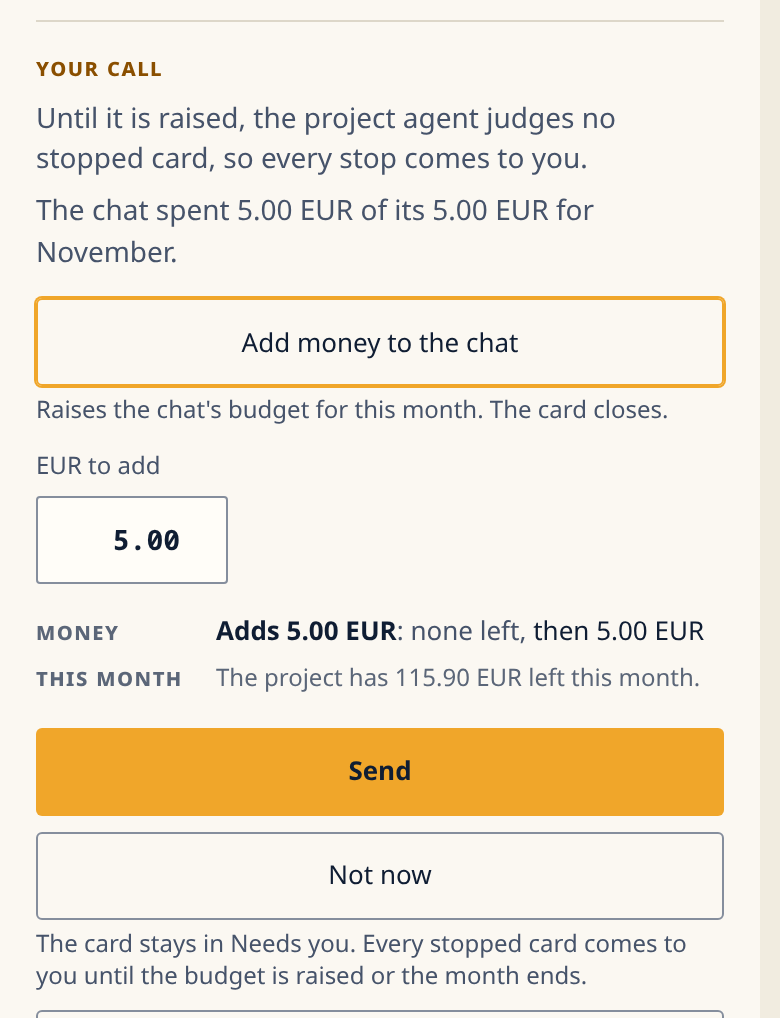 YOUR CALL
Until it is raised, the project agent judges no
stopped card, so every stop comes to you.
The chat spent 5.00 EUR of its 5.00 EUR for
November.
Add money to the chat
Raises the chat's budget for this month. The card closes.
EUR to add
5.00
MONEY Adds 5.00 EUR: none left, then 5.00 EUR
THIS MONTH The project has 115.90 EUR left this month.
Send
Not now
The card stays in Needs you. Every stopped card comes to
you until the budget is raised or the month ends.